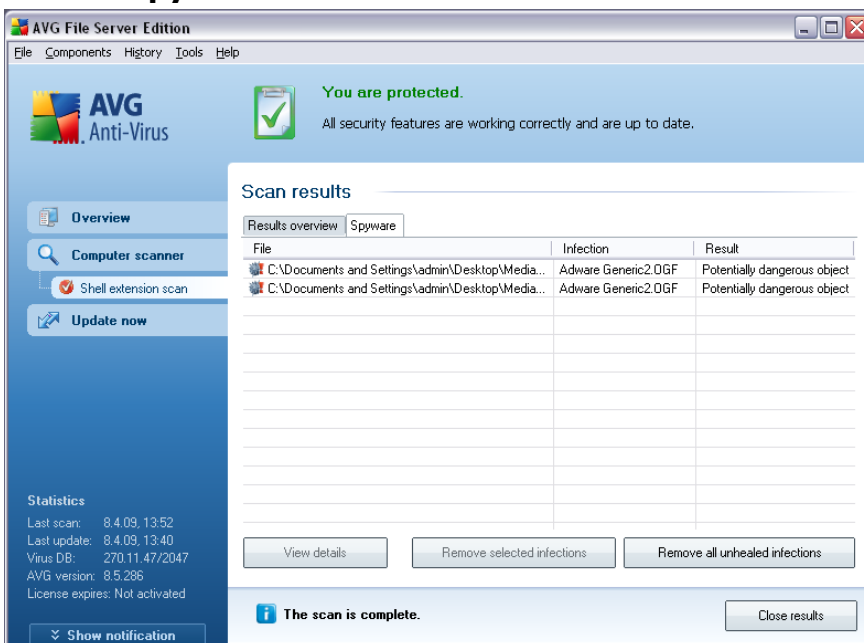 AVG File Server Edition
File Components History Tools Help
AVG
Anti-Virus
You are protected.
All security features are working correctly and are up to date.
Scan results
Overview
Computer scanner
Shell extension scan
Update now
Results overview Spyware
File Infection Result
C:\Documents and Settings\admin\Desktop\Media... Adware Generic2.OGF Potentially dangerous object
C:\Documents and Settings\admin\Desktop\Media... Adware Generic2.OGF Potentially dangerous object
Statistics
Last scan: 8.4.09, 13:52
Last update: 8.4.09, 13:40
Virus DB: 270.11.47/2047
AVG version: 8.5.286
License expires: Not activated
View details Remove selected infections Remove all unhealed infections
The scan is complete. Close results
Show notification